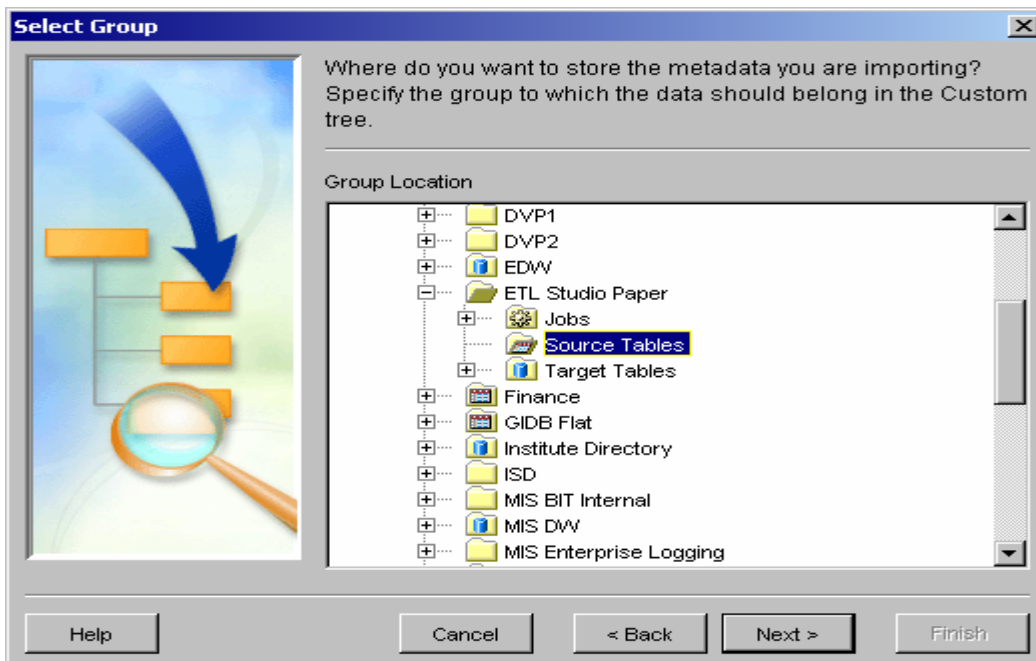 Select Group
Where do you want to store the metadata you are importing?
Specify the group to which the data should belong in the Custom
tree.
Group Location
DVP1
DVP2
EDW
ETL Studio Paper
Jobs
Source Tables
Target Tables
Finance
GIDB Flat
Institute Directory
ISD
MIS BIT Internal
MIS DW
MIS Enterprise Logging
Help
Cancel
< Back
Next >
Finish